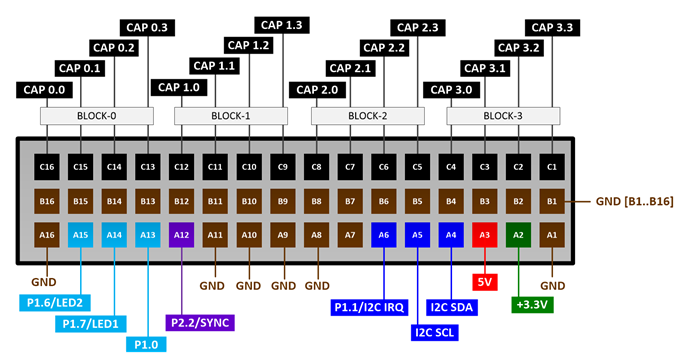 CAP 0.3 CAP 1.3 CAP 2.3 CAP 3.3
CAP 0.2 CAP 1.2 CAP 2.2 CAP 3.2
CAP 0.1 CAP 1.1 CAP 2.1 CAP 3.1
CAP 0.0 CAP 1.0 CAP 2.0 CAP 3.0
BLOCK-0 BLOCK-1 BLOCK-2 BLOCK-3
C16 C15 C14 C13 C12 C11 C10 C9 C8 C7 C6 C5 C4 C3 C2 C1
B16 B15 B14 B13 B12 B11 B10 B9 B8 B7 B6 B5 B4 B3 B2 B1 GND [B1..B16]
A16 A15 A14 A13 A12 A11 A10 A9 A8 A7 A6 A5 A4 A3 A2 A1
GND GND GND GND GND 5V GND
P1.6/LED2 P1.1/I2C IRQ I2C SDA +3.3V
P1.7/LED1 P2.2/SYNC I2C SCL
P1.0